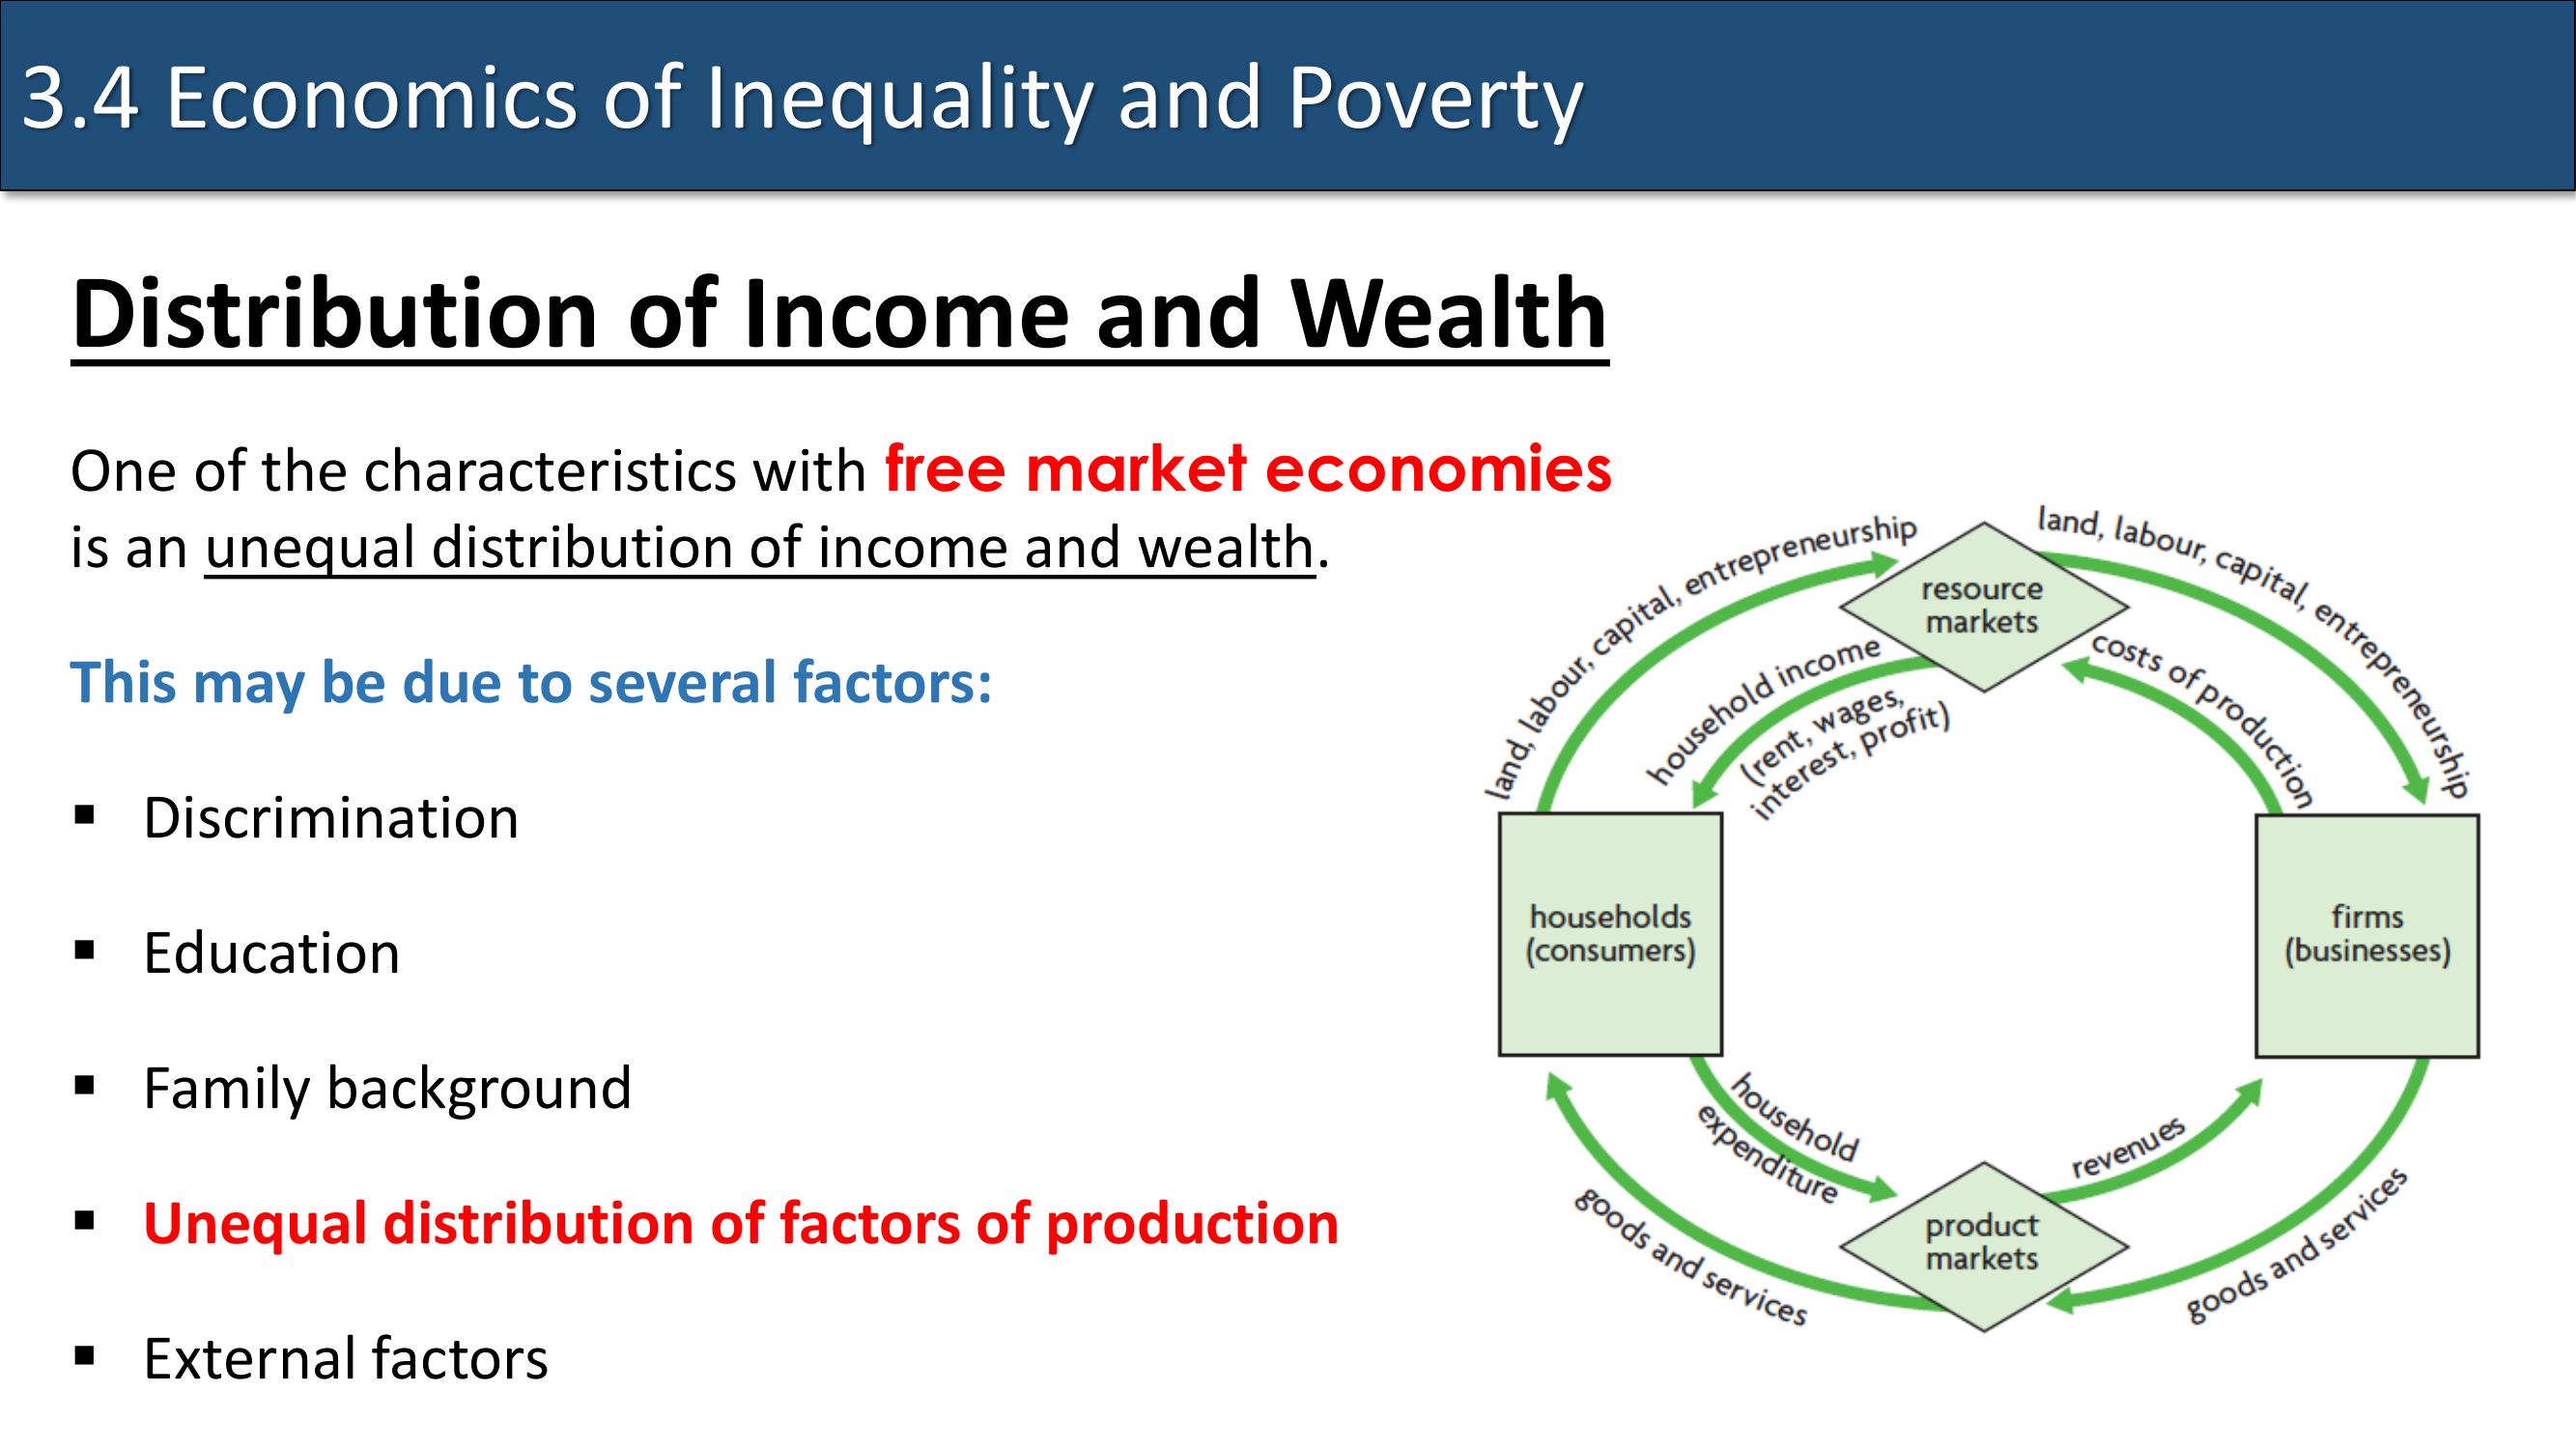 3.4 Economics of Inequality and Poverty
Distribution of Income and Wealth
One of the characteristics with free market economies
is an unequal distribution of income and wealth.
This may be due to several factors:
▪ Discrimination
▪ Education
▪ Family background
▪ Unequal distribution of factors of production
▪ External factors
land, labour, capital, entrepreneurship
land, labour, capital, entrepreneurship
resource
markets
household income
(rent, wages,
interest, profit)
costs of production
households
(consumers)
firms
(businesses)
household
expenditure
revenues
product
markets
goods and services
goods and services